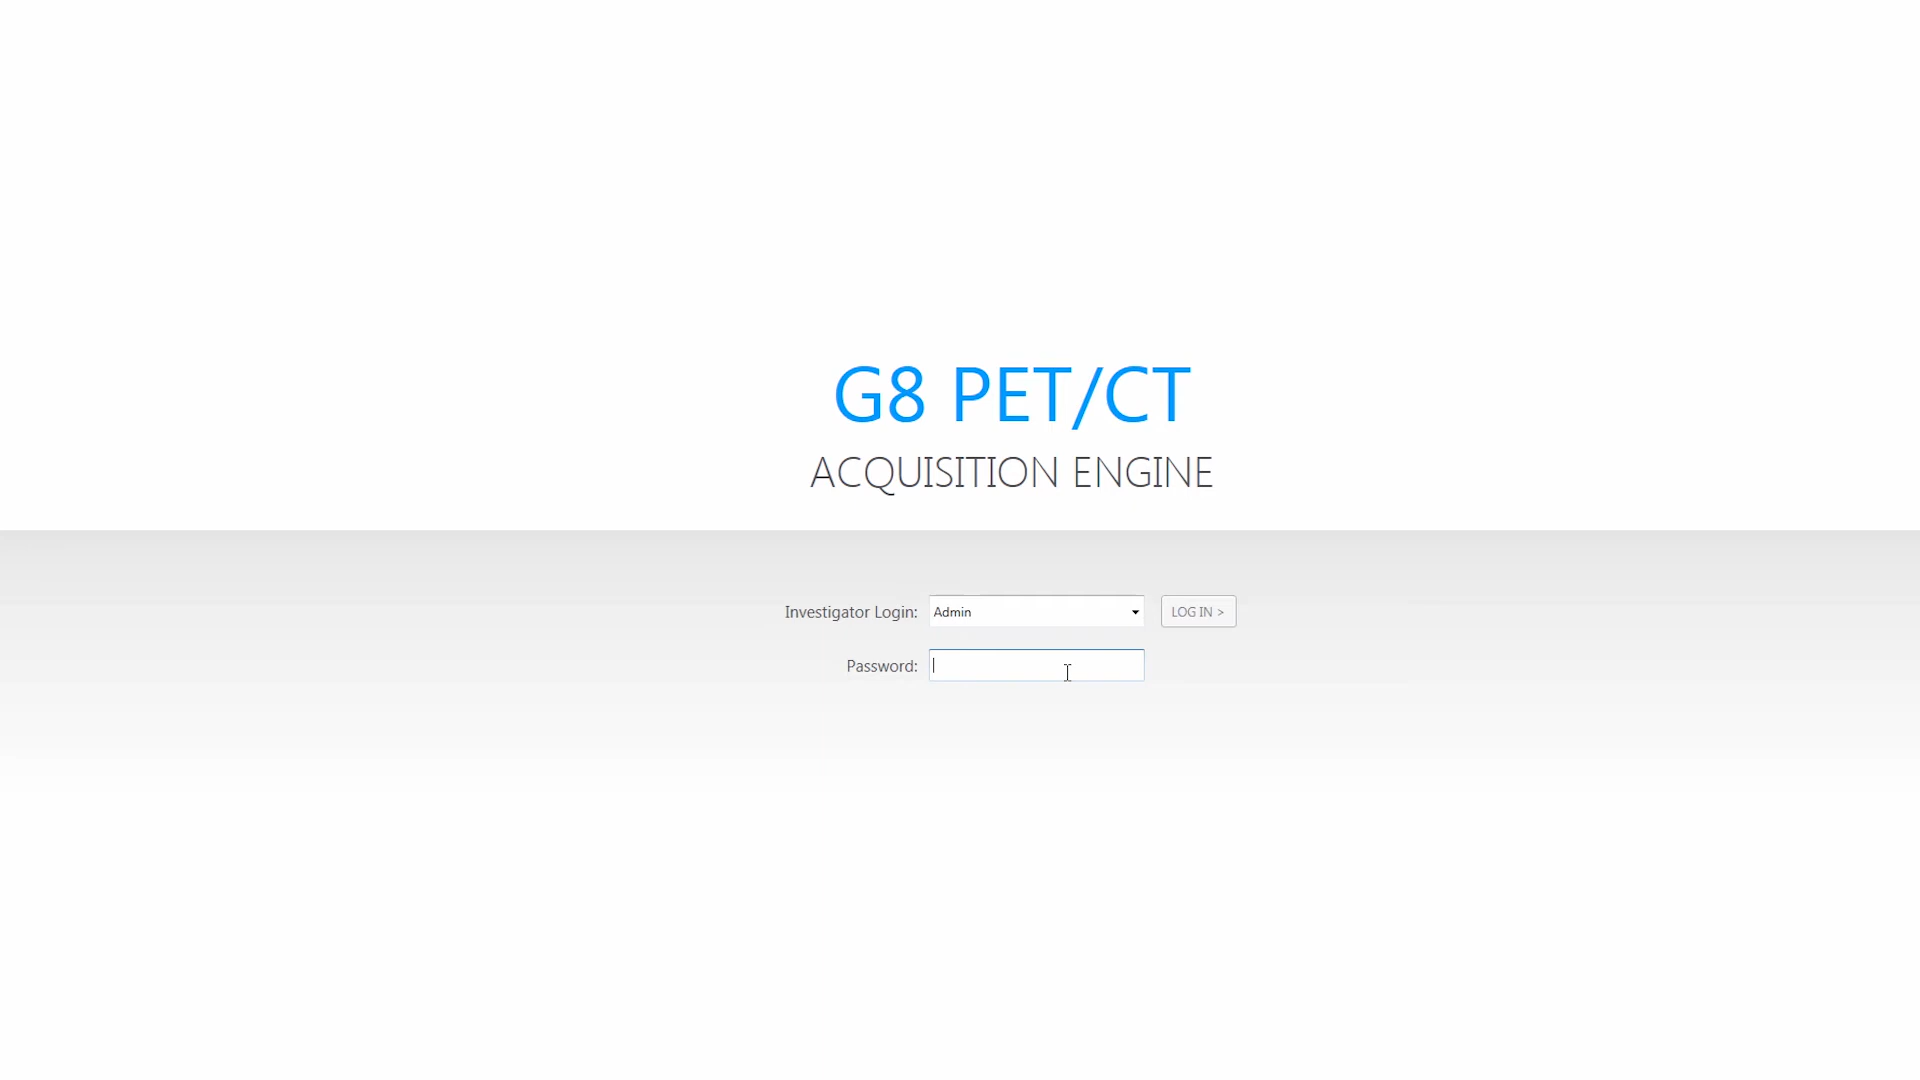 G8 PET/CT
ACQUISITION ENGINE
Investigator Login: Admin LOG IN >
Password: